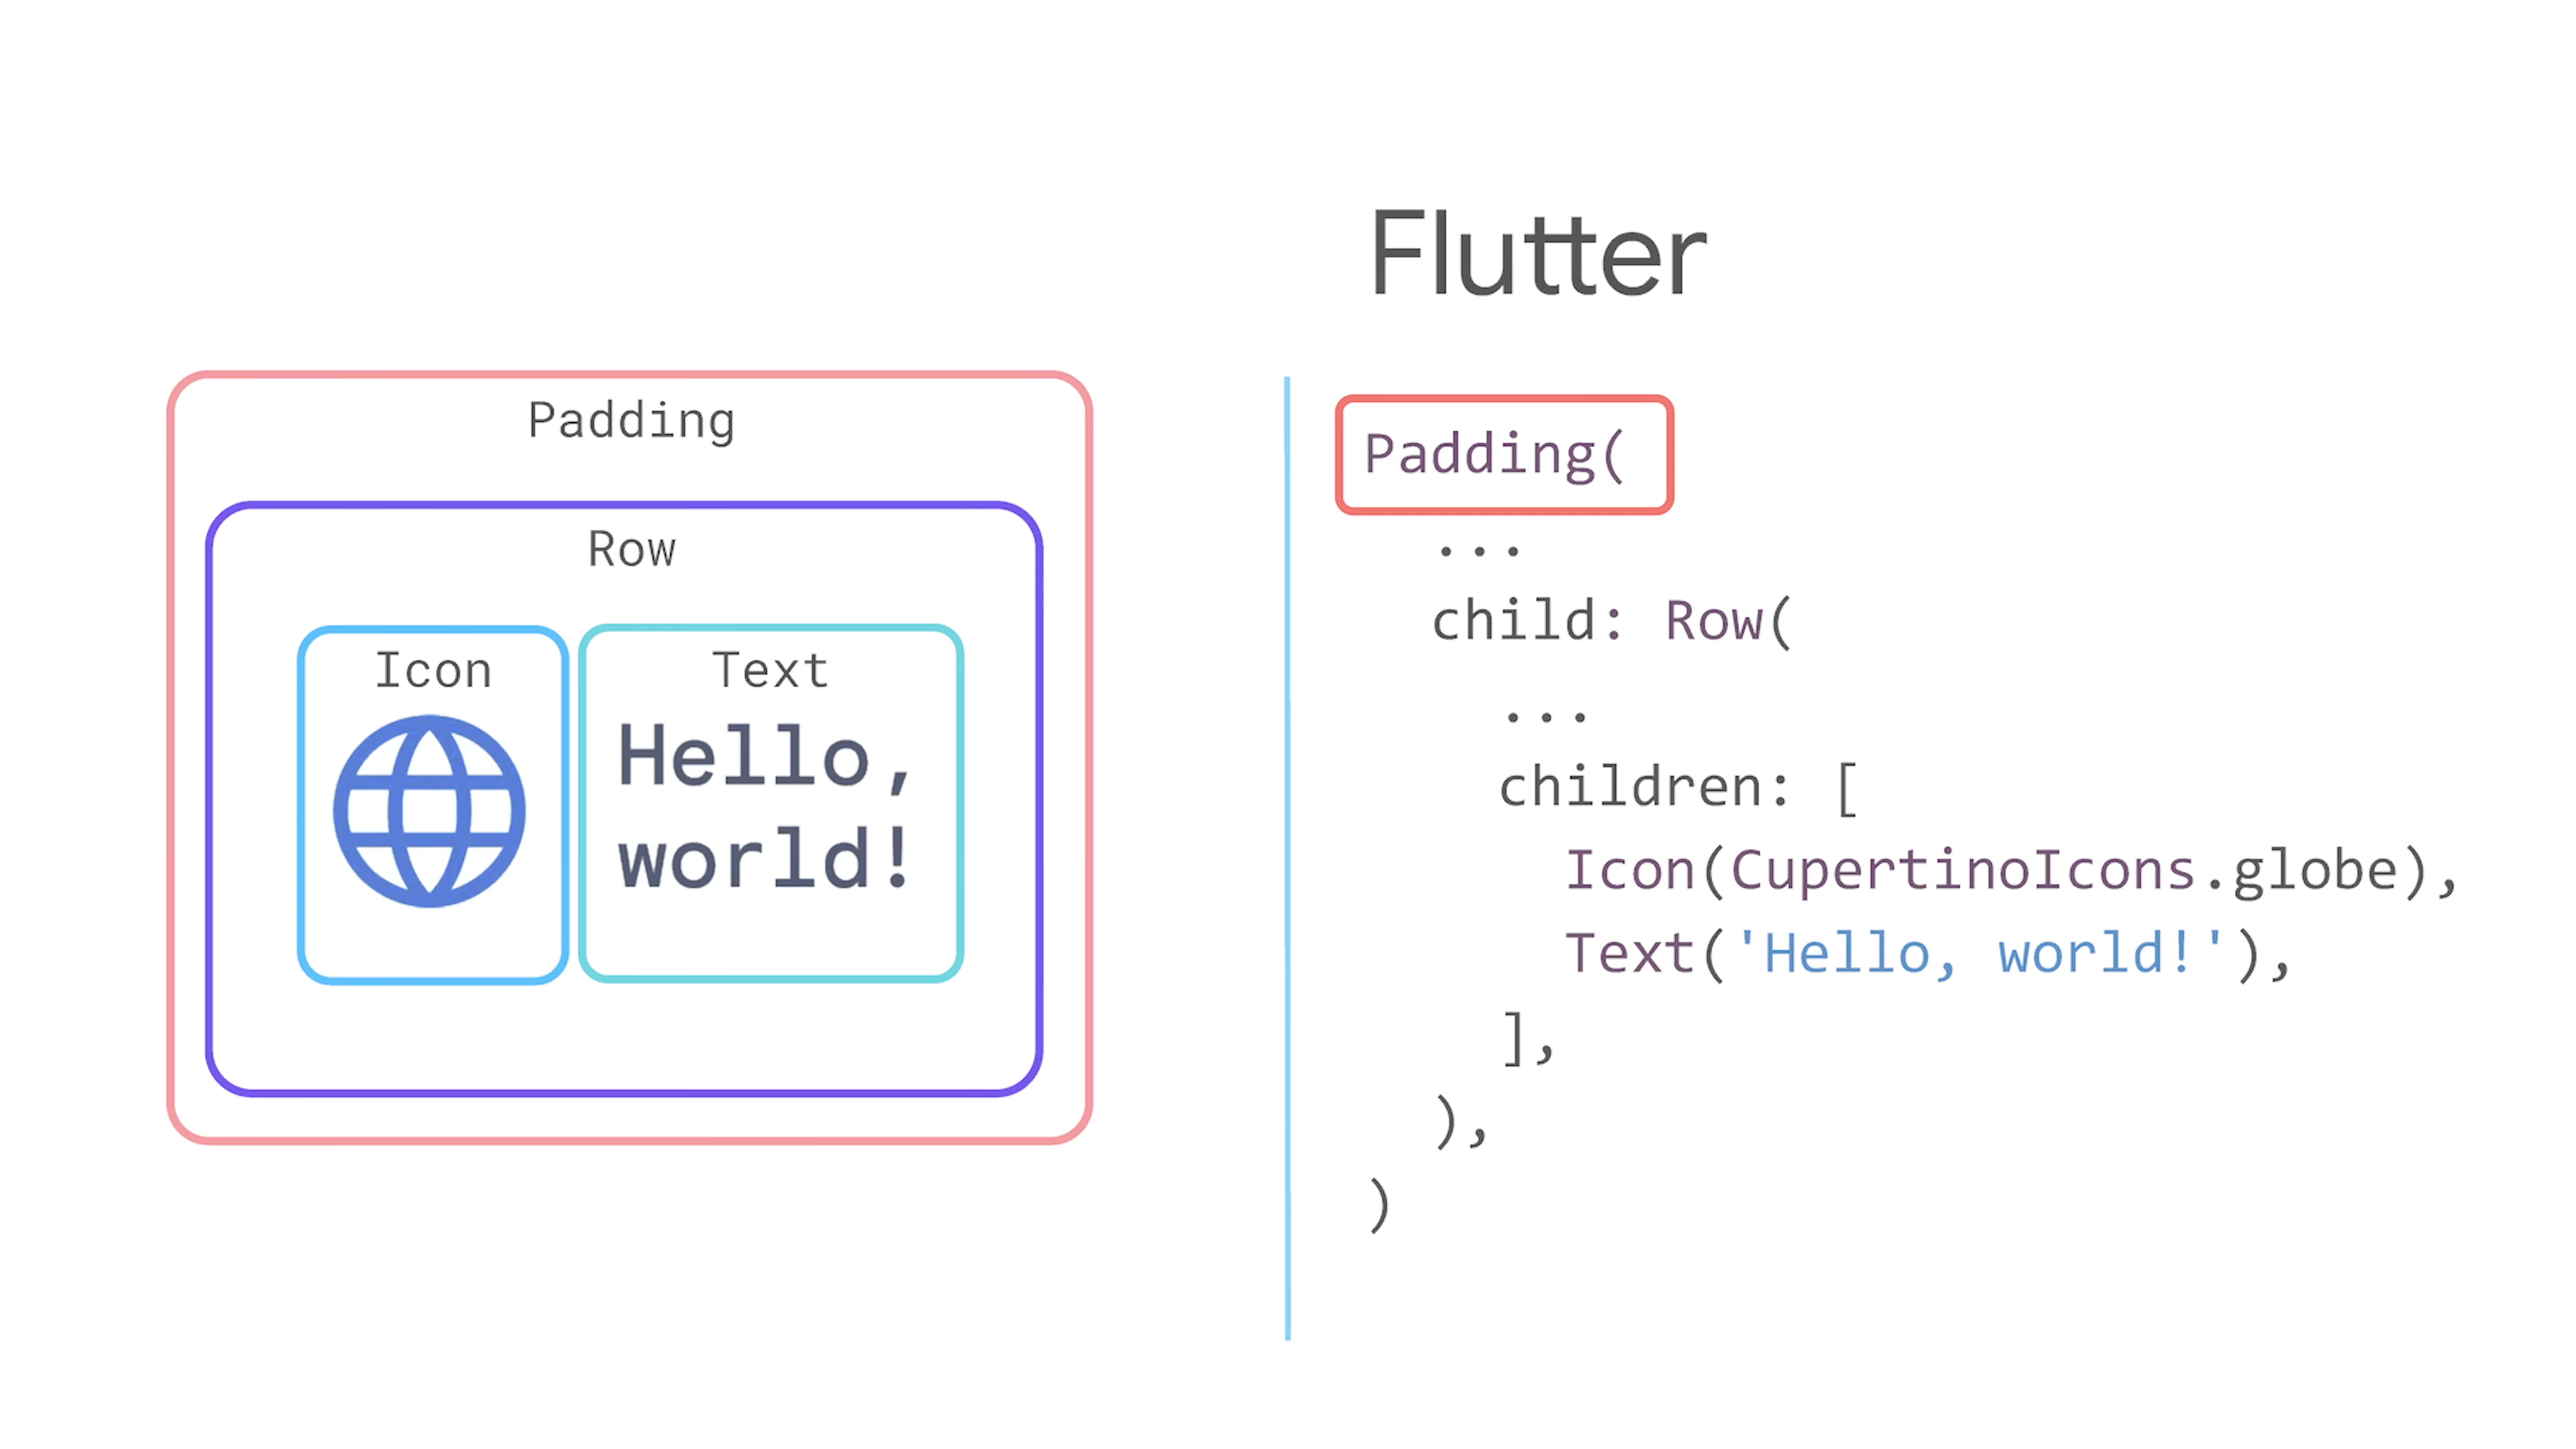 Padding
Row
Icon
Text
Hello,
world!
Flutter
Padding(
...
child: Row(
...
children: [
Icon(CupertinoIcons.globe),
Text('Hello, world!'),
],
),
)